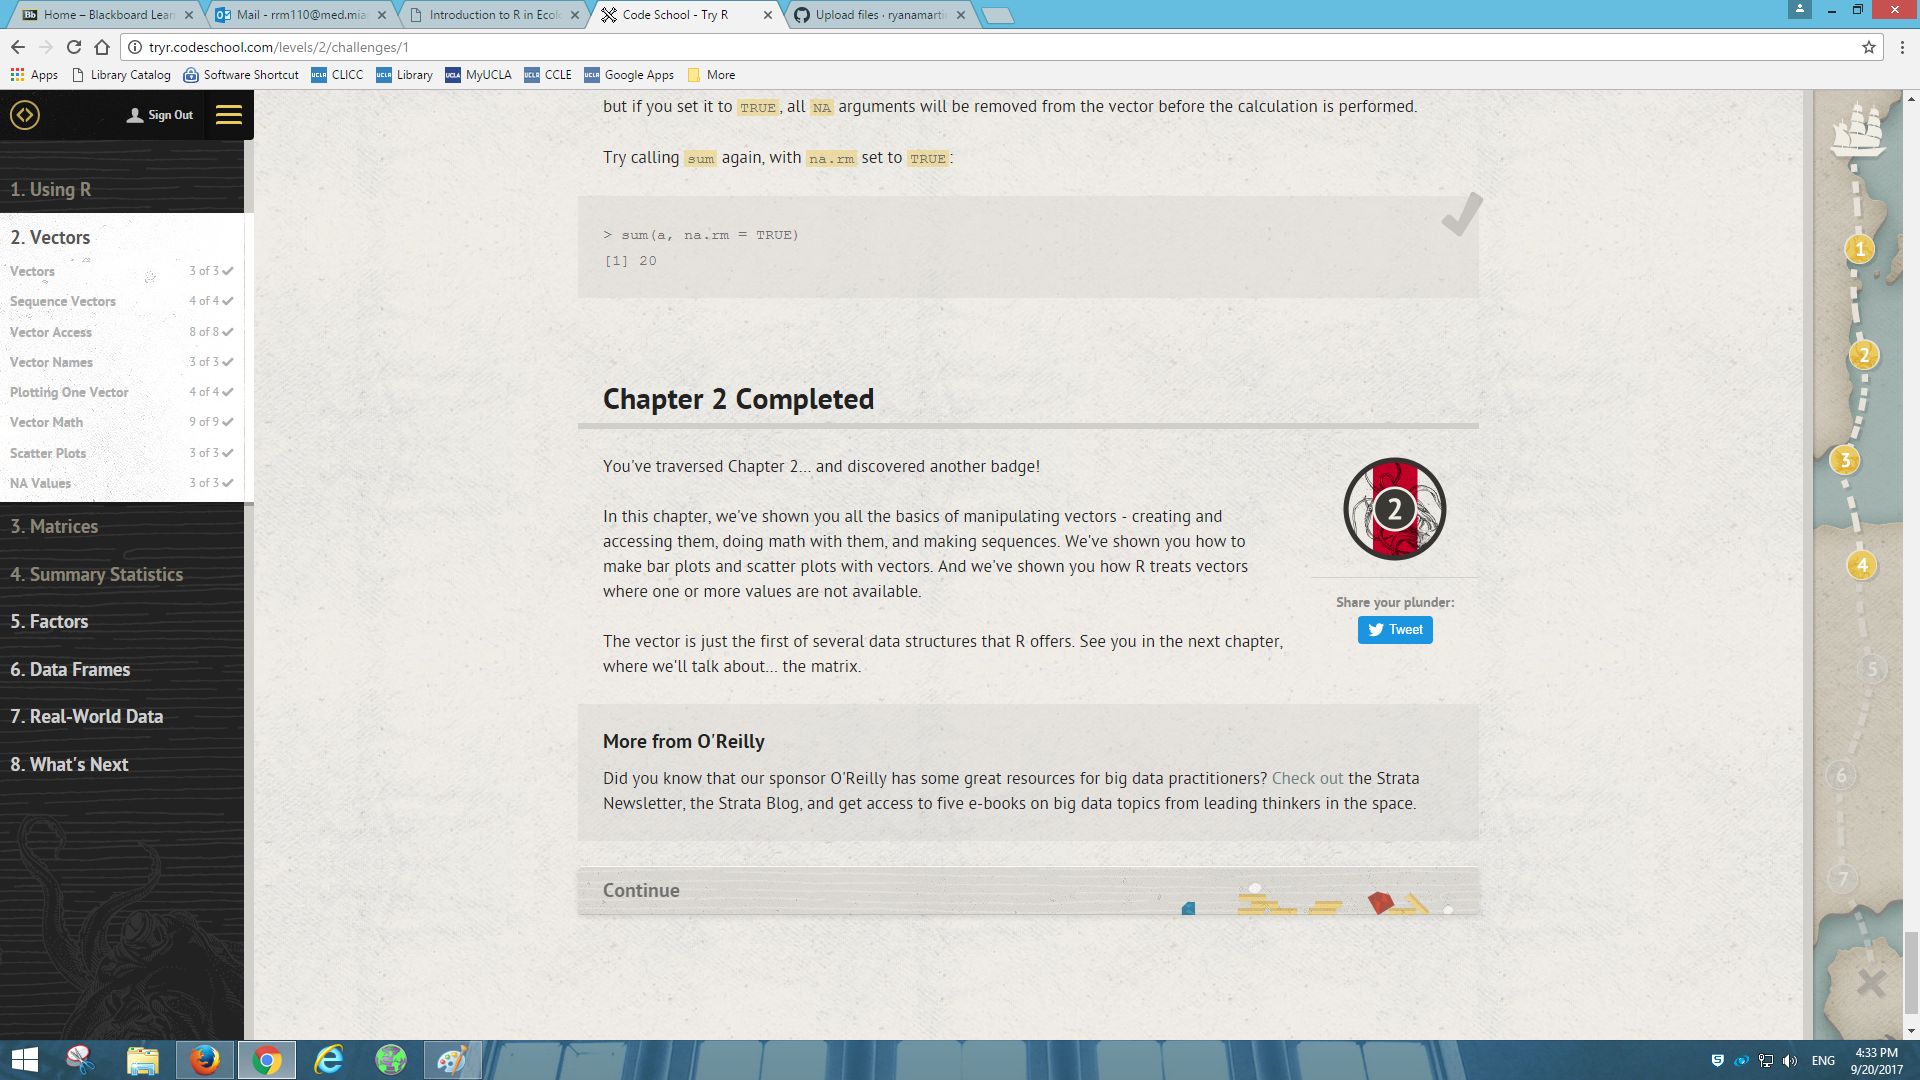 Home – Blackboard Lear
Mail - rrm110@med.mia
Introduction to R in Ecol
Code School - Try R
Upload files · ryanamarti
tryr.codeschool.com/levels/2/challenges/1
Apps
Library Catalog
Software Shortcut
UCLA CLICC
UCLA Library
UCLA MyUCLA
UCLA CCLE
UCLA Google Apps
More
Sign Out
1. Using R
2. Vectors
Vectors 3 of 3
Sequence Vectors 4 of 4
Vector Access 8 of 8
Vector Names 3 of 3
Plotting One Vector 4 of 4
Vector Math 9 of 9
Scatter Plots 3 of 3
NA Values 3 of 3
3. Matrices
4. Summary Statistics
5. Factors
6. Data Frames
7. Real-World Data
8. What's Next
but if you set it to TRUE, all NA arguments will be removed from the vector before the calculation is performed.
Try calling sum again, with na.rm set to TRUE:
> sum(a, na.rm = TRUE)
[1] 20
Chapter 2 Completed
You've traversed Chapter 2... and discovered another badge!
In this chapter, we've shown you all the basics of manipulating vectors - creating and
accessing them, doing math with them, and making sequences. We've shown you how to
make bar plots and scatter plots with vectors. And we've shown you how R treats vectors
where one or more values are not available.
The vector is just the first of several data structures that R offers. See you in the next chapter,
where we'll talk about... the matrix.
2
Share your plunder:
Tweet
More from O'Reilly
Did you know that our sponsor O'Reilly has some great resources for big data practitioners? Check out the Strata
Newsletter, the Strata Blog, and get access to five e-books on big data topics from leading thinkers in the space.
Continue
1
2
3
4
5
6
7
ENG
4:33 PM
9/20/2017